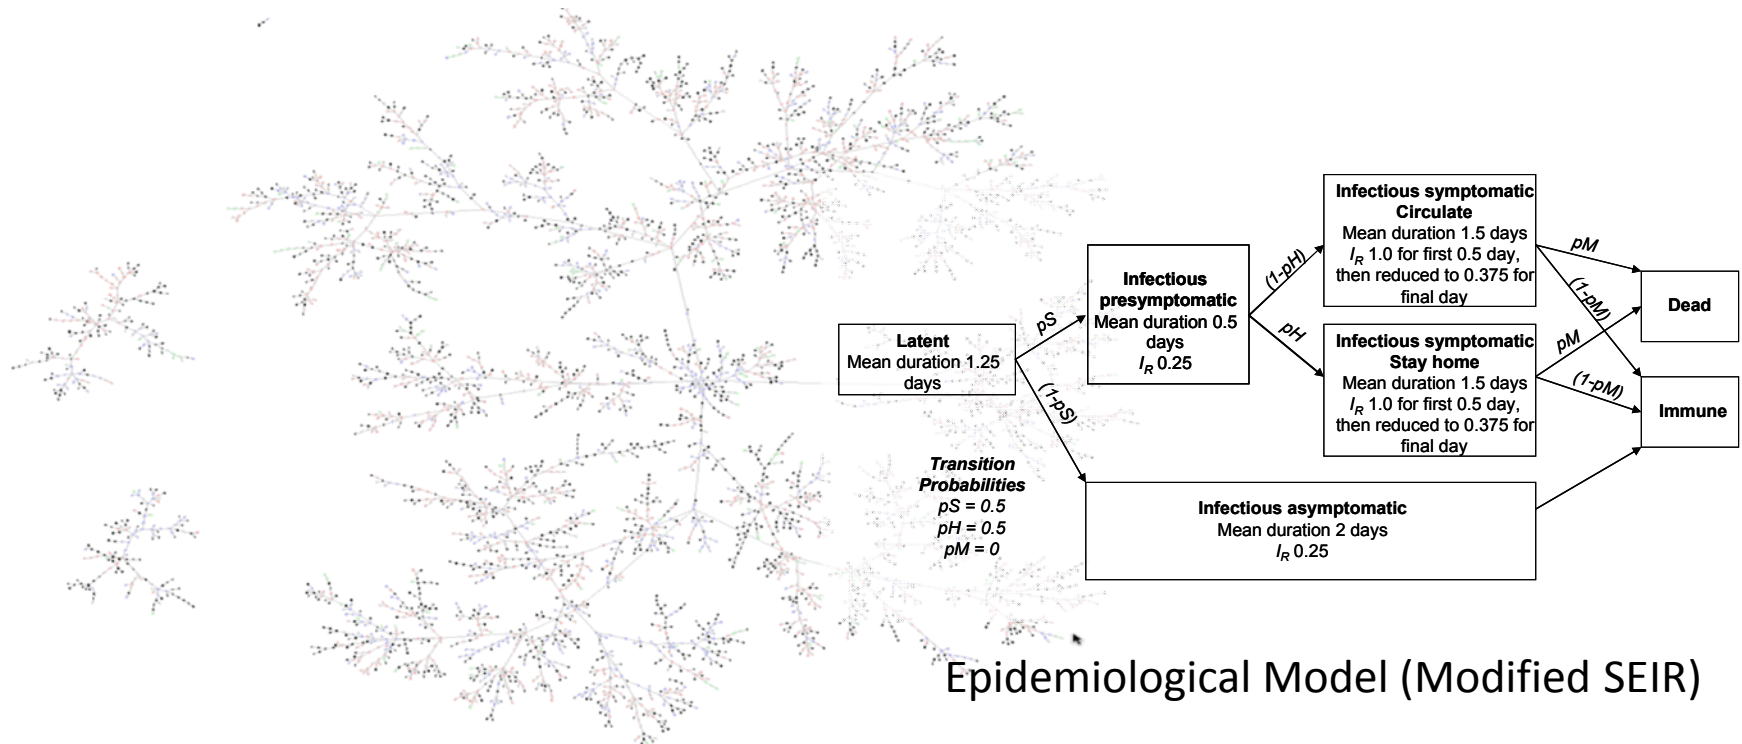 Latent
Mean duration 1.25
days
pS
(1-pS)
Infectious
presymptomatic
Mean duration 0.5
days
I_R 0.25
(1-pH)
pH
Infectious symptomatic
Circulate
Mean duration 1.5 days
I_R 1.0 for first 0.5 day,
then reduced to 0.375 for
final day
Infectious symptomatic
Stay home
Mean duration 1.5 days
I_R 1.0 for first 0.5 day,
then reduced to 0.375 for
final day
pM
(1-pM)
pM
(1-pM)
Dead
Immune
Transition
Probabilities
pS = 0.5
pH = 0.5
pM = 0
Infectious asymptomatic
Mean duration 2 days
I_R 0.25
Epidemiological Model (Modified SEIR)